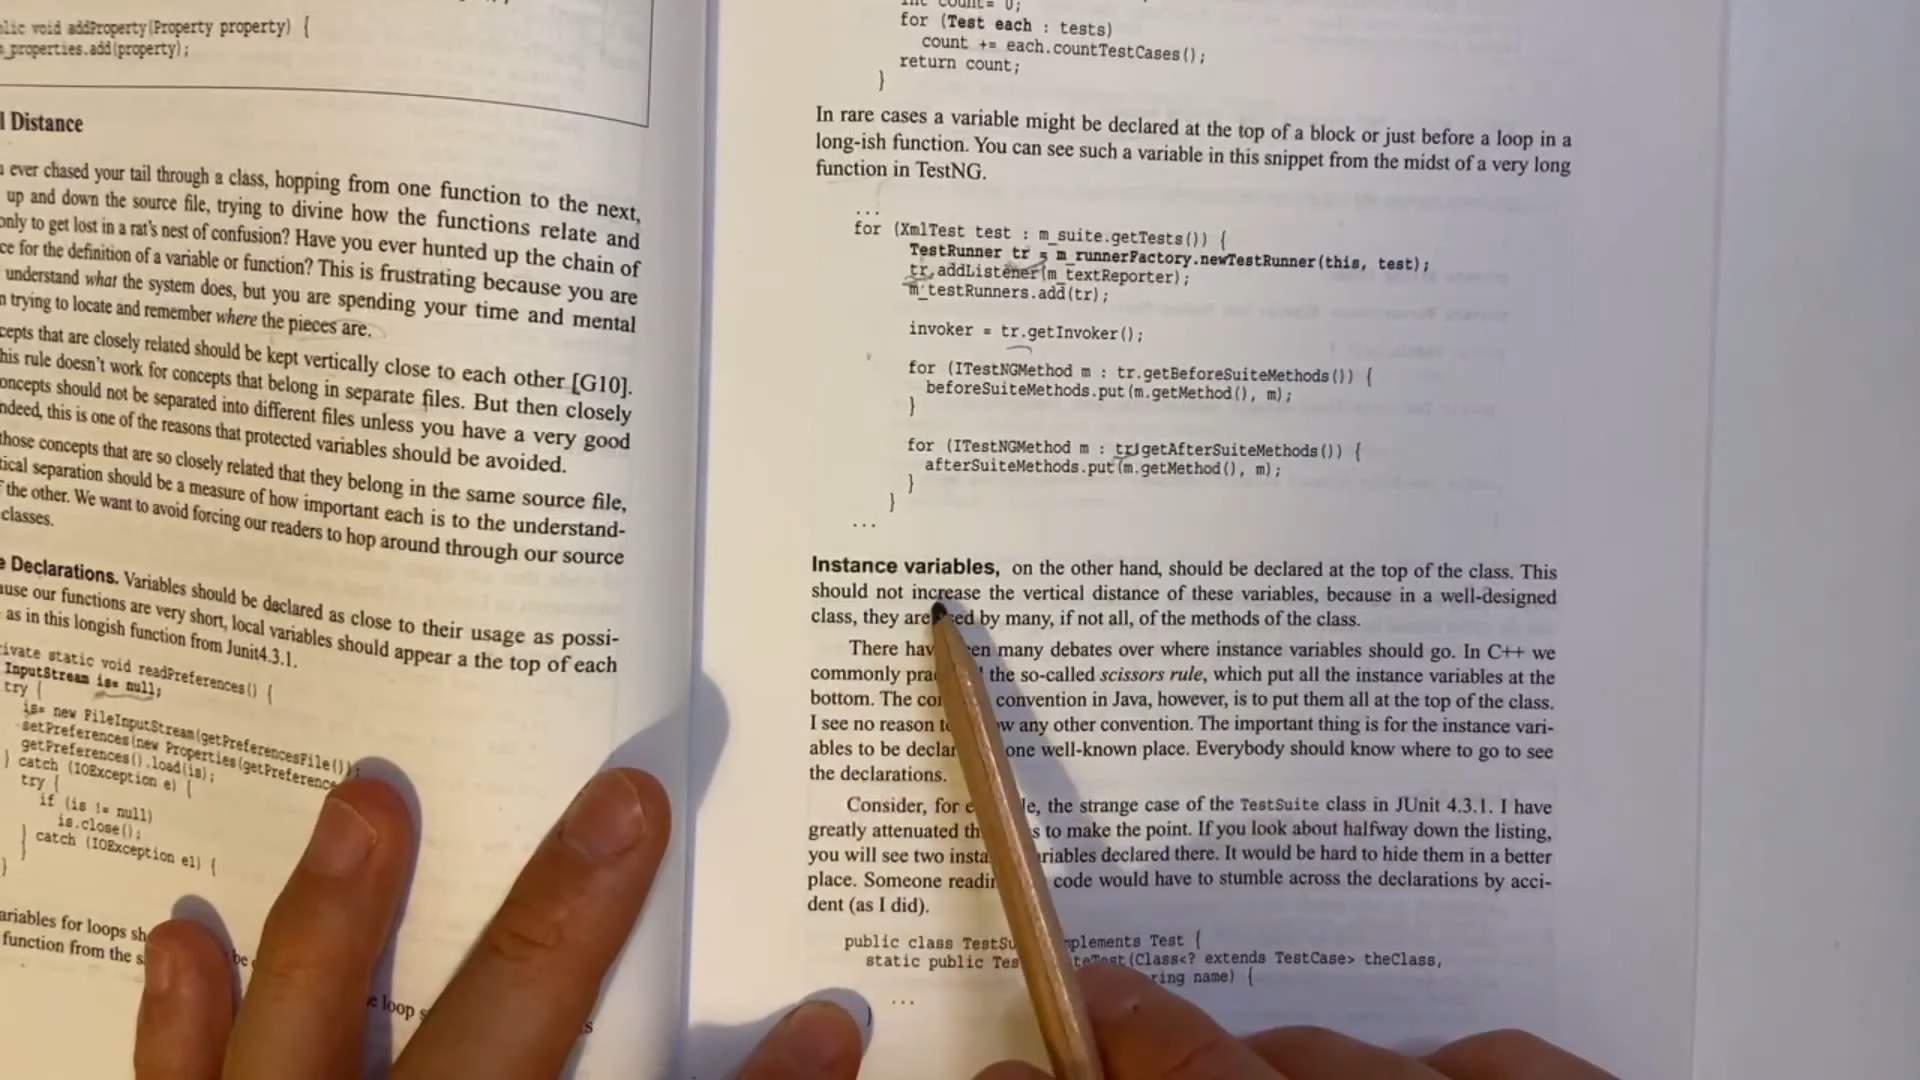 lic void addProperty(Property property) {
_properties.add(property);
l Distance
ever chased your tail through a class, hopping from one function to the next,
up and down the source file, trying to divine how the functions relate and
only to get lost in a rat's nest of confusion? Have you ever hunted up the chain of
ce for the definition of a variable or function? This is frustrating because you are
understand what the system does, but you are spending your time and mental
n trying to locate and remember where the pieces are.
cepts that are closely related should be kept vertically close to each other [G10].
his rule doesn't work for concepts that belong in separate files. But then closely
oncepts should not be separated into different files unless you have a very good
ndeed, this is one of the reasons that protected variables should be avoided.
those concepts that are so closely related that they belong in the same source file,
tical separation should be a measure of how important each is to the understand-
the other. We want to avoid forcing our readers to hop around through our source
classes.
e Declarations. Variables should be declared as close to their usage as possi-
ause our functions are very short, local variables should appear a the top of each
as in this longish function from Junit4.3.1.
ivate static void readPreferences() {
InputStream is= null;
try {
is= new FileInputStream(getPreferencesFile());
setPreferences(new Properties(getPreference
getPreferences().load(is);
} catch (IOException e) {
try {
if (is != null)
is.close();
} catch (IOException e1) {
}
}
ariables for loops sh be
function from the s
e loop s
int count= 0;
for (Test each : tests)
count += each.countTestCases();
return count;
}
In rare cases a variable might be declared at the top of a block or just before a loop in a
long-ish function. You can see such a variable in this snippet from the midst of a very long
function in TestNG.
...
for (XmlTest test : m_suite.getTests()) {
TestRunner tr = m_runnerFactory.newTestRunner(this, test);
tr.addListener(m_textReporter);
m_testRunners.add(tr);
invoker = tr.getInvoker();
for (ITestNGMethod m : tr.getBeforeSuiteMethods()) {
beforeSuiteMethods.put(m.getMethod(), m);
}
for (ITestNGMethod m : tr.getAfterSuiteMethods()) {
afterSuiteMethods.put(m.getMethod(), m);
}
}
...
Instance variables, on the other hand, should be declared at the top of the class. This
should not increase the vertical distance of these variables, because in a well-designed
class, they are by many, if not all, of the methods of the class.
There many debates over where instance variables should go. In C++ we
commonly the so-called scissors rule, which put all the instance variables at the
bottom. The convention in Java, however, is to put them all at the top of the class.
I see no reason any other convention. The important thing is for the instance vari-
ables to be one well-known place. Everybody should know where to go to see
the declarations.
Consider, for the strange case of the TestSuite class in JUnit 4.3.1. I have
greatly attenuated to make the point. If you look about halfway down the listing,
you will see two declared there. It would be hard to hide them in a better
place. Someone code would have to stumble across the declarations by acci-
dent (as I did).
public class Test {
static public (Class<? extends TestCase> theClass,
name) {
...
}